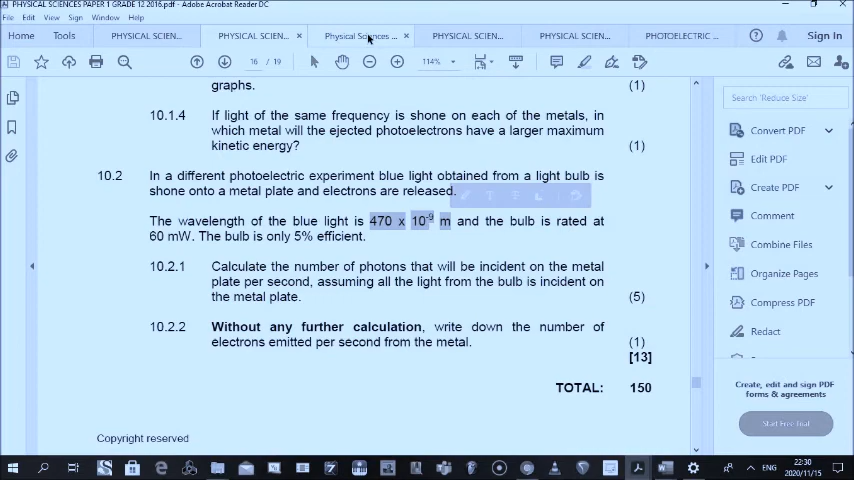 PHYSICAL SCIENCES PAPER 1 GRADE 12 2016.pdf - Adobe Acrobat Reader DC
File Edit View Sign Window Help
Home Tools PHYSICAL SCIEN... PHYSICAL SCIEN... × Physical Sciences ... × PHYSICAL SCIEN... PHYSICAL SCIEN... PHOTOELECTRIC ... Sign In
16 / 19 114%
graphs. (1)
10.1.4 If light of the same frequency is shone on each of the metals, in
which metal will the ejected photoelectrons have a larger maximum
kinetic energy? (1)
10.2 In a different photoelectric experiment blue light obtained from a light bulb is
shone onto a metal plate and electrons are released.
The wavelength of the blue light is 470 x 10⁻⁹ m and the bulb is rated at
60 mW. The bulb is only 5% efficient.
10.2.1 Calculate the number of photons that will be incident on the metal
plate per second, assuming all the light from the bulb is incident on
the metal plate. (5)
10.2.2 Without any further calculation, write down the number of
electrons emitted per second from the metal. (1)
[13]
TOTAL: 150
Copyright reserved
Search 'Reduce Size'
Convert PDF
Edit PDF
Create PDF
Comment
Combine Files
Organize Pages
Compress PDF
Redact
Create, edit and sign PDF
forms & agreements
Start Free Trial
ENG
22:30
2020/11/15